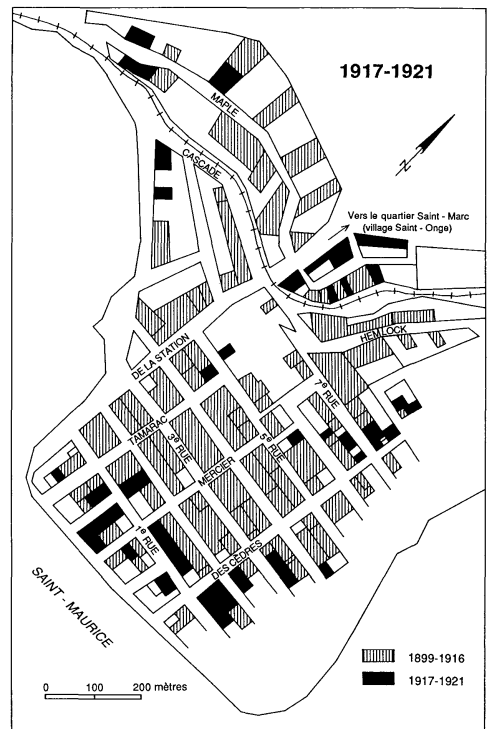 1917-1921
MAPLE
CASCADE
N
Vers le quartier Saint - Marc
(village Saint - Onge)
HEMLOCK
DE LA STATION
7e RUE
TAMARAC
3e RUE
5e RUE
MERCIER
1e RUE
DES CÈDRES
SAINT - MAURICE
1899-1916
1917-1921
0 100 200 mètres